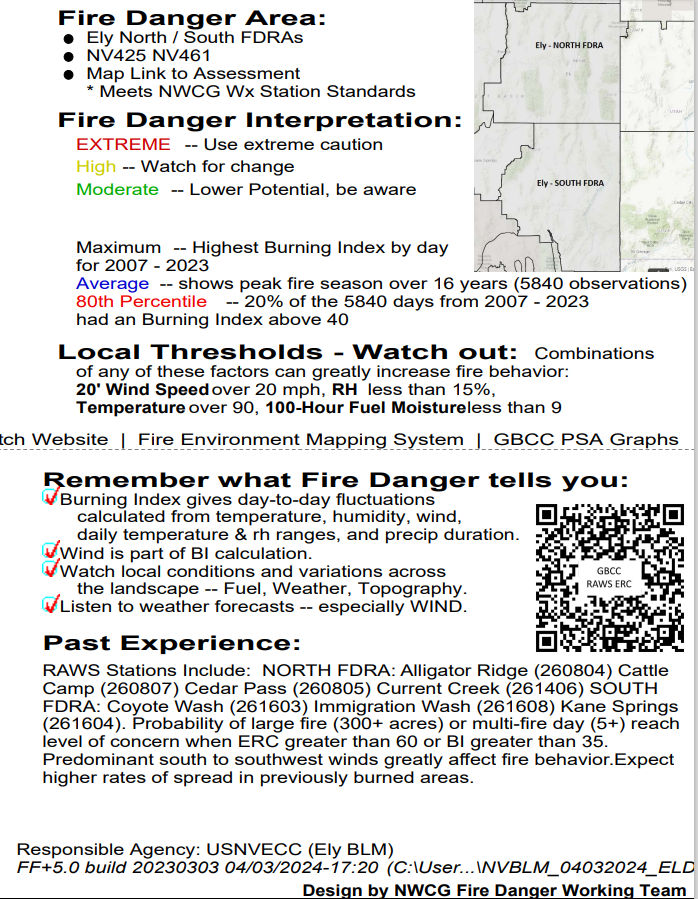 Fire Danger Area:
● Ely North / South FDRAs
● NV425 NV461
● Map Link to Assessment
* Meets NWCG Wx Station Standards
Ely - NORTH FDRA
Ely - SOUTH FDRA
Fire Danger Interpretation:
EXTREME -- Use extreme caution
High -- Watch for change
Moderate -- Lower Potential, be aware
Maximum -- Highest Burning Index by day
for 2007 - 2023
Average -- shows peak fire season over 16 years (5840 observations)
80th Percentile -- 20% of the 5840 days from 2007 - 2023
had an Burning Index above 40
Local Thresholds - Watch out: Combinations
of any of these factors can greatly increase fire behavior:
20' Wind Speed over 20 mph, RH less than 15%,
Temperature over 90, 100-Hour Fuel Moisture less than 9
tch Website | Fire Environment Mapping System | GBCC PSA Graphs
Remember what Fire Danger tells you:
Burning Index gives day-to-day fluctuations
calculated from temperature, humidity, wind,
daily temperature & rh ranges, and precip duration.
Wind is part of BI calculation.
Watch local conditions and variations across
the landscape -- Fuel, Weather, Topography.
Listen to weather forecasts -- especially WIND.
GBCC
RAWS ERC
Past Experience:
RAWS Stations Include: NORTH FDRA: Alligator Ridge (260804) Cattle
Camp (260807) Cedar Pass (260805) Current Creek (261406) SOUTH
FDRA: Coyote Wash (261603) Immigration Wash (261608) Kane Springs
(261604). Probability of large fire (300+ acres) or multi-fire day (5+) reach
level of concern when ERC greater than 60 or BI greater than 35.
Predominant south to southwest winds greatly affect fire behavior.Expect
higher rates of spread in previously burned areas.
Responsible Agency: USNVECC (Ely BLM)
FF+5.0 build 20230303 04/03/2024-17:20 (C:\User...\NVBLM_04032024_ELD
Design by NWCG Fire Danger Working Team